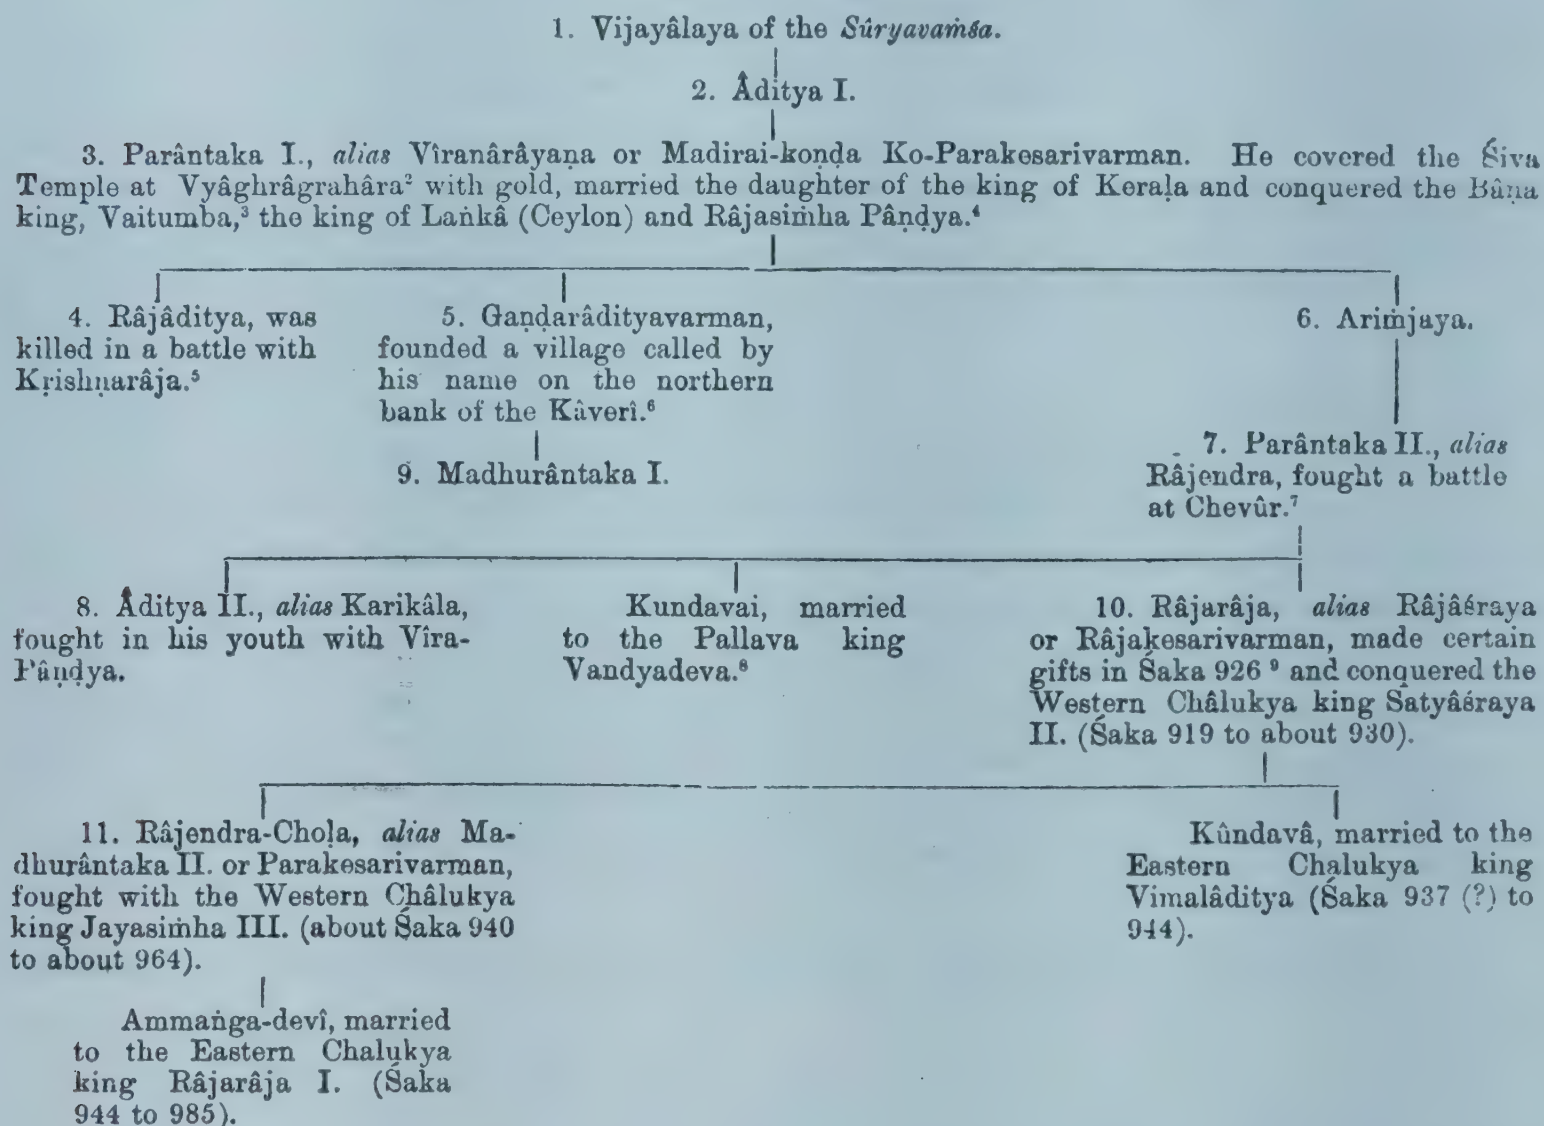 1. Vijayâlaya of the Sûryavaṁśa.
2. Âditya I.
3. Parântaka I., alias Vîranârâyaṇa or Madirai-koṇḍa Ko-Parakesarivarman. He covered the Śiva
Temple at Vyâghrâgrahâra² with gold, married the daughter of the king of Keraḷa and conquered the Bâṇa
king, Vaitumba,³ the king of Laṅkâ (Ceylon) and Râjasiṁha Pâṇḍya.⁴
4. Râjâditya, was
killed in a battle with
Kṛishṇarâja.⁵
5. Gaṇḍarâdityavarman,
founded a village called by
his name on the northern
bank of the Kâverî.⁶
9. Madhurântaka I.
6. Ariṁjaya.
7. Parântaka II., alias
Râjendra, fought a battle
at Chevûr.⁷
8. Âditya II., alias Karikâla,
fought in his youth with Vîra-
Pâṇḍya.
Kundavai, married
to the Pallava king
Vandyadeva.⁸
10. Râjarâja, alias Râjâśraya
or Râjakesarivarman, made certain
gifts in Śaka 926 ⁹ and conquered the
Western Châlukya king Satyâśraya
II. (Śaka 919 to about 930).
11. Râjendra-Choḷa, alias Ma-
dhurântaka II. or Parakesarivarman,
fought with the Western Châlukya
king Jayasiṁha III. (about Śaka 940
to about 964).
Ammaṅga-devî, married
to the Eastern Chalukya
king Râjarâja I. (Śaka
944 to 985).
Kûndavâ, married to the
Eastern Chalukya king
Vimalâditya (Śaka 937 (?) to
944).